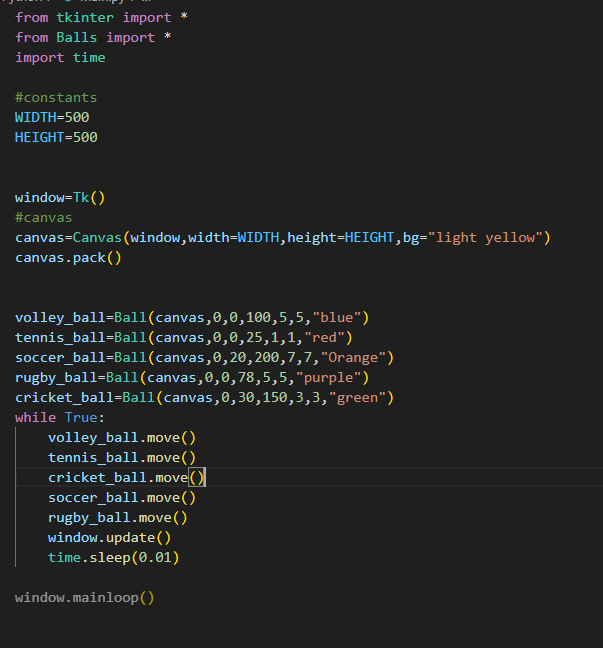 from tkinter import *
from Balls import *
import time
#constants
WIDTH=500
HEIGHT=500
window=Tk()
#canvas
canvas=Canvas(window,width=WIDTH,height=HEIGHT,bg="light yellow")
canvas.pack()
volley_ball=Ball(canvas,0,0,100,5,5,"blue")
tennis_ball=Ball(canvas,0,0,25,1,1,"red")
soccer_ball=Ball(canvas,0,20,200,7,7,"Orange")
rugby_ball=Ball(canvas,0,0,78,5,5,"purple")
cricket_ball=Ball(canvas,0,30,150,3,3,"green")
while True:
    volley_ball.move()
    tennis_ball.move()
    cricket_ball.move()
    soccer_ball.move()
    rugby_ball.move()
    window.update()
    time.sleep(0.01)
window.mainloop()